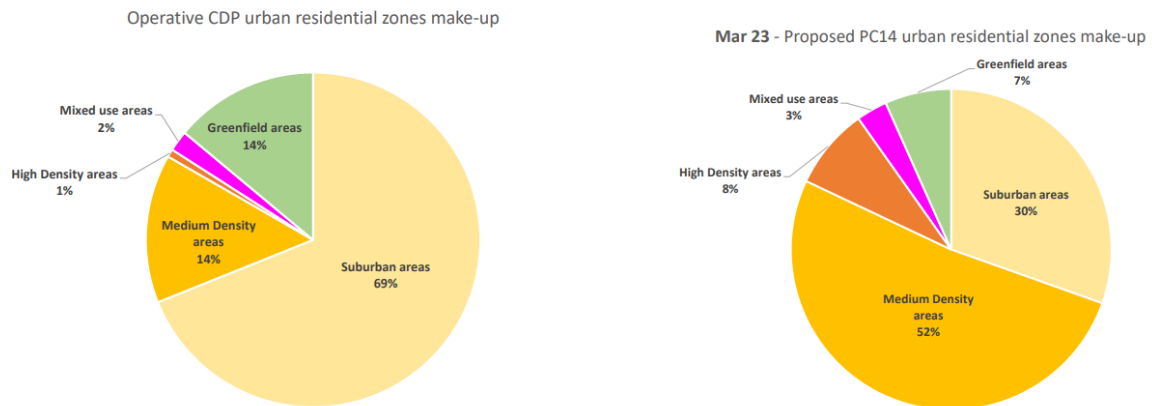 Operative CDP urban residential zones make-up
Mixed use areas
2%
High Density areas
1%
Greenfield areas
14%
Medium Density
areas
14%
Suburban areas
69%
Mar 23 - Proposed PC14 urban residential zones make-up
Greenfield areas
7%
Mixed use areas
3%
High Density areas
8%
Suburban areas
30%
Medium Density
areas
52%